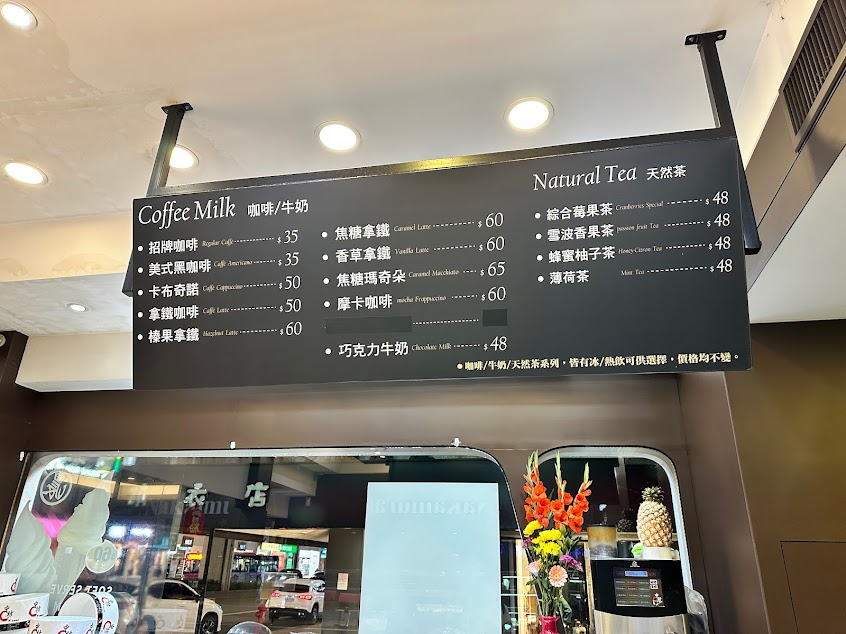 Coffee Milk 咖啡/牛奶
招牌咖啡 Regular Caffe $35
美式黑咖啡 Caffé Americano $35
卡布奇諾 Caffé Cappuccino $50
拿鐵咖啡 Caffé Latte $50
榛果拿鐵 Hazelnut Latte $60
焦糖拿鐵 Caramel Latte $60
香草拿鐵 Vanilla Latte $60
焦糖瑪奇朵 Caramel Macchiato $65
摩卡咖啡 mocha Frappuccino $60
巧克力牛奶 Chocolate Milk $48
Natural Tea 天然茶
綜合莓果茶 Cranberries Special $48
雪波香果茶 passion fruit Tea $48
蜂蜜柚子茶 Honey Citron Tea $48
薄荷茶 Mint Tea $48
咖啡/牛奶/天然茶系列，皆有冰/熱飲可供選擇，價格均不變。
店
SOFT SERVE